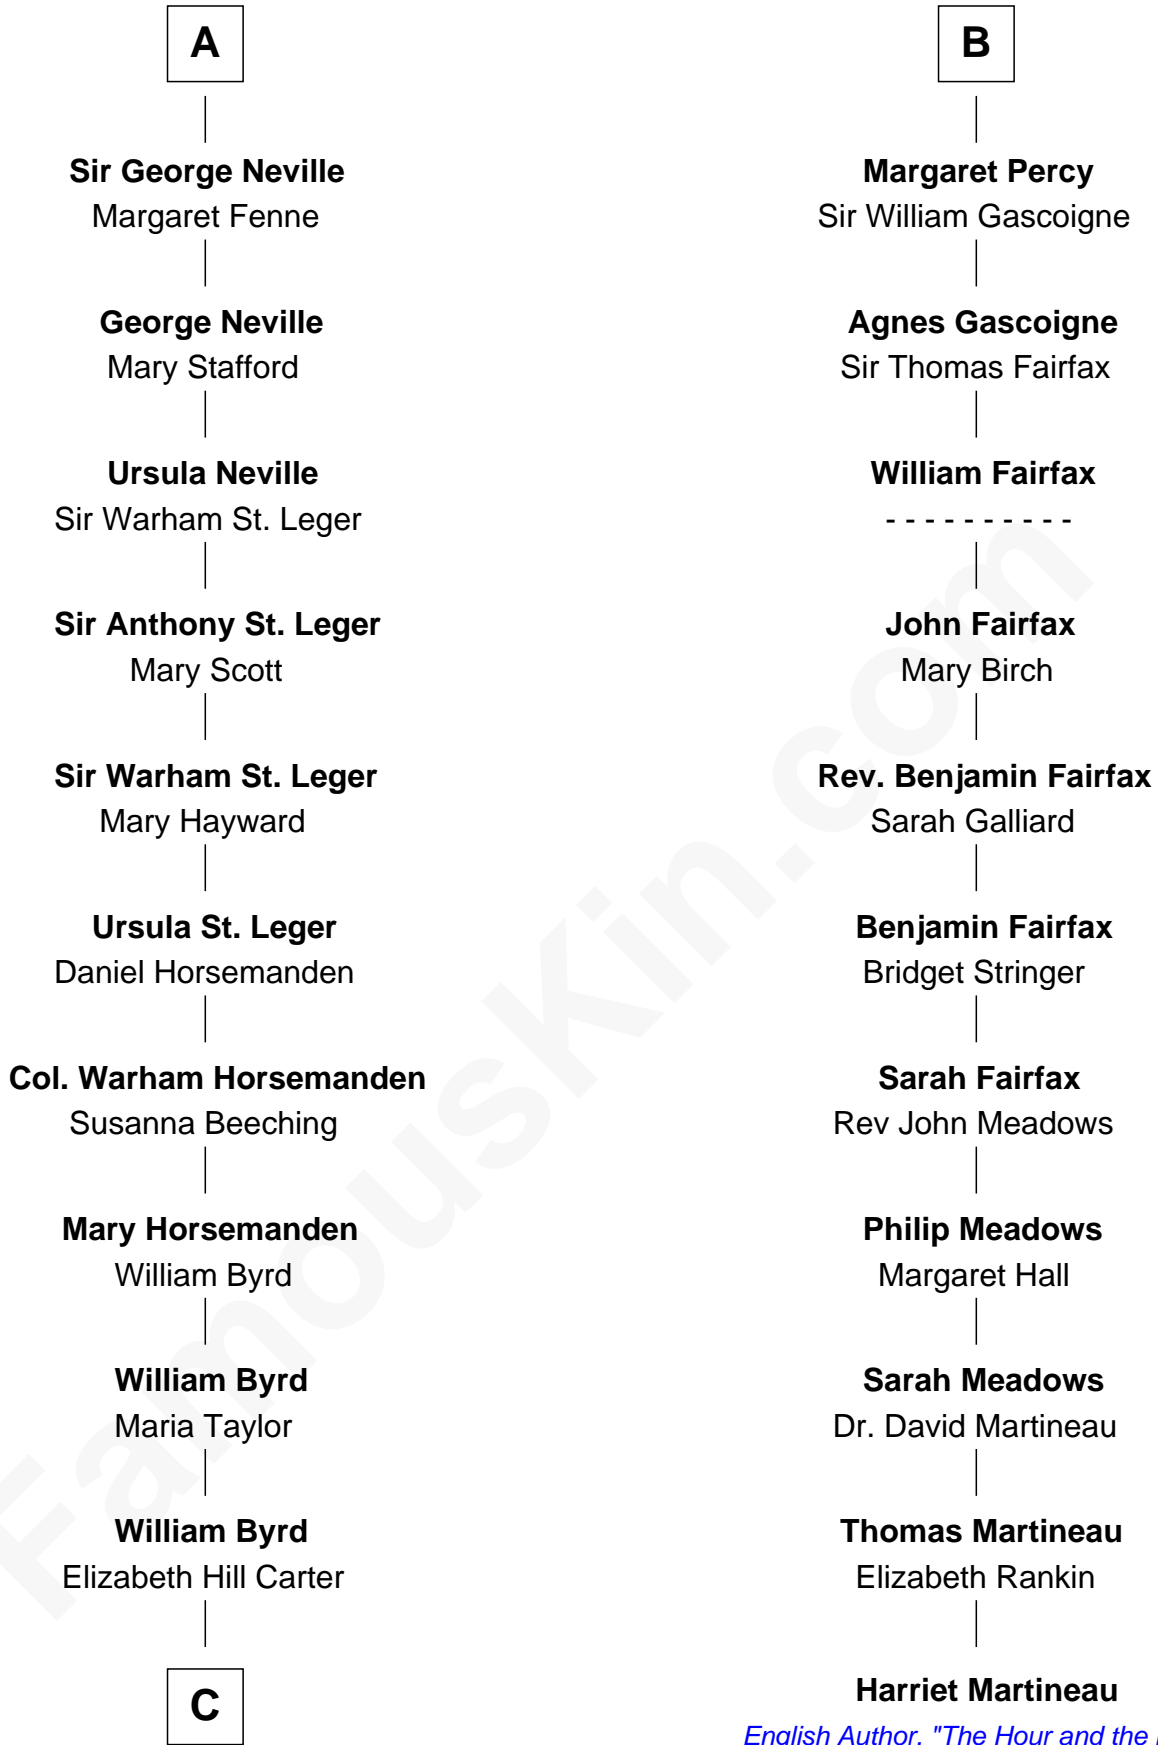 A
Sir George Neville
Margaret Fenne
George Neville
Mary Stafford
Ursula Neville
Sir Warham St. Leger
Sir Anthony St. Leger
Mary Scott
Sir Warham St. Leger
Mary Hayward
Ursula St. Leger
Daniel Horsemanden
Col. Warham Horsemanden
Susanna Beeching
Mary Horsemanden
William Byrd
William Byrd
Maria Taylor
William Byrd
Elizabeth Hill Carter
C
B
Margaret Percy
Sir William Gascoigne
Agnes Gascoigne
Sir Thomas Fairfax
William Fairfax
- - - - - - - - - -
John Fairfax
Mary Birch
Rev. Benjamin Fairfax
Sarah Galliard
Benjamin Fairfax
Bridget Stringer
Sarah Fairfax
Rev John Meadows
Philip Meadows
Margaret Hall
Sarah Meadows
Dr. David Martineau
Thomas Martineau
Elizabeth Rankin
Harriet Martineau
English Author, "The Hour and the
FamousKin.com